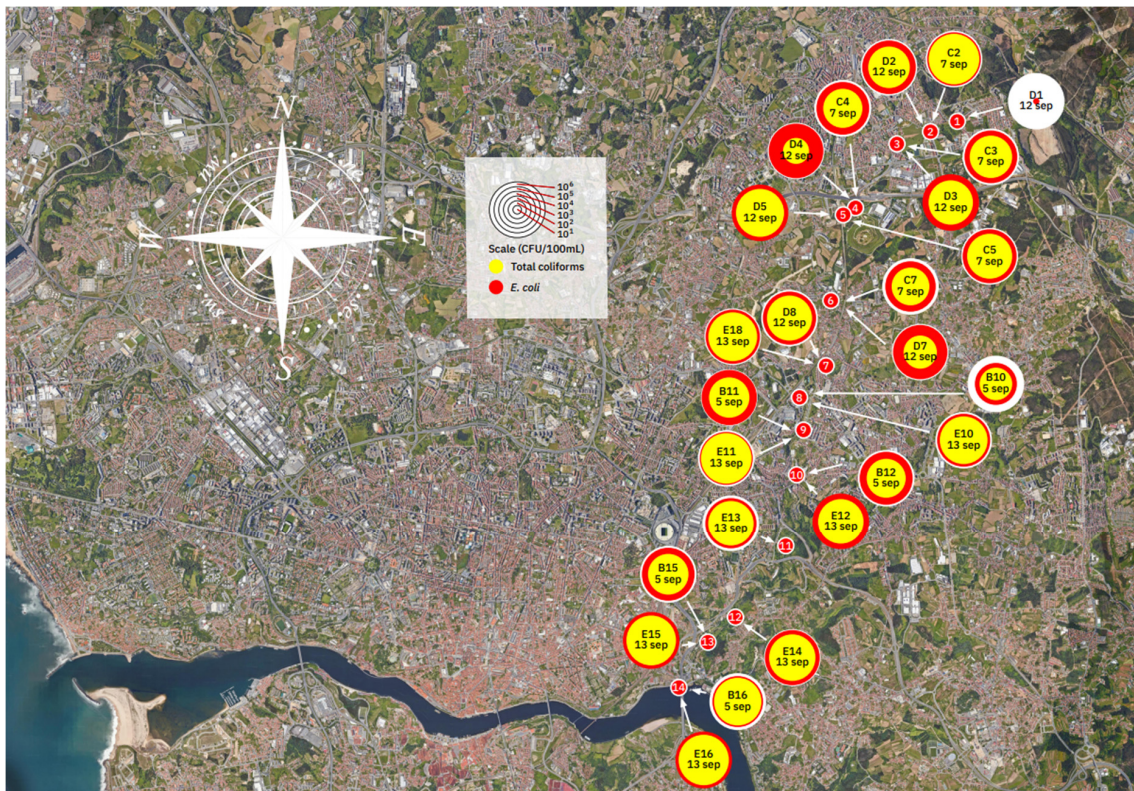 D2
12 sep
C2
7 sep
D1
12 sep
C4
7 sep
1
2
3
D4
12 sep
C3
7 sep
N
W
E
S
10⁶
10⁵
10⁴
10³
10²
10¹
Scale (CFU/100mL)
Total coliforms
E. coli
D5
12 sep
4
5
D3
12 sep
C5
7 sep
C7
7 sep
6
D8
12 sep
E18
13 sep
D7
12 sep
7
B10
5 sep
B11
5 sep
8
9
E10
13 sep
E11
13 sep
10
B12
5 sep
E13
13 sep
E12
13 sep
11
B15
5 sep
12
E15
13 sep
13
E14
13 sep
14
B16
5 sep
E16
13 sep